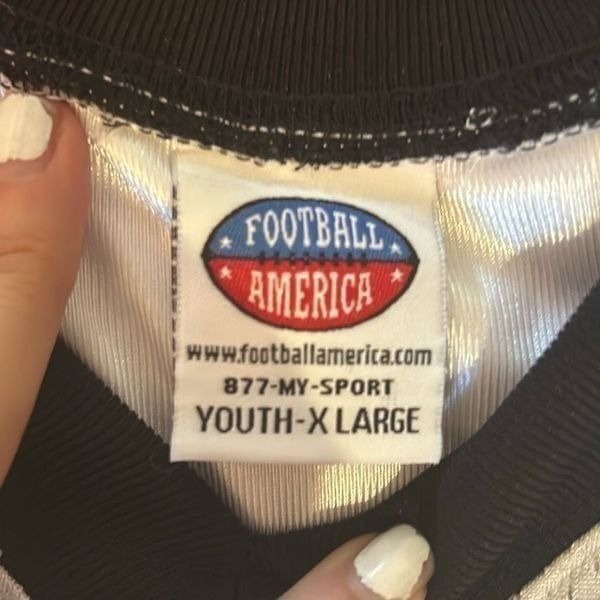 FOOTBALL
AMERICA
www.footballamerica.com
877-MY-SPORT
YOUTH-X LARGE